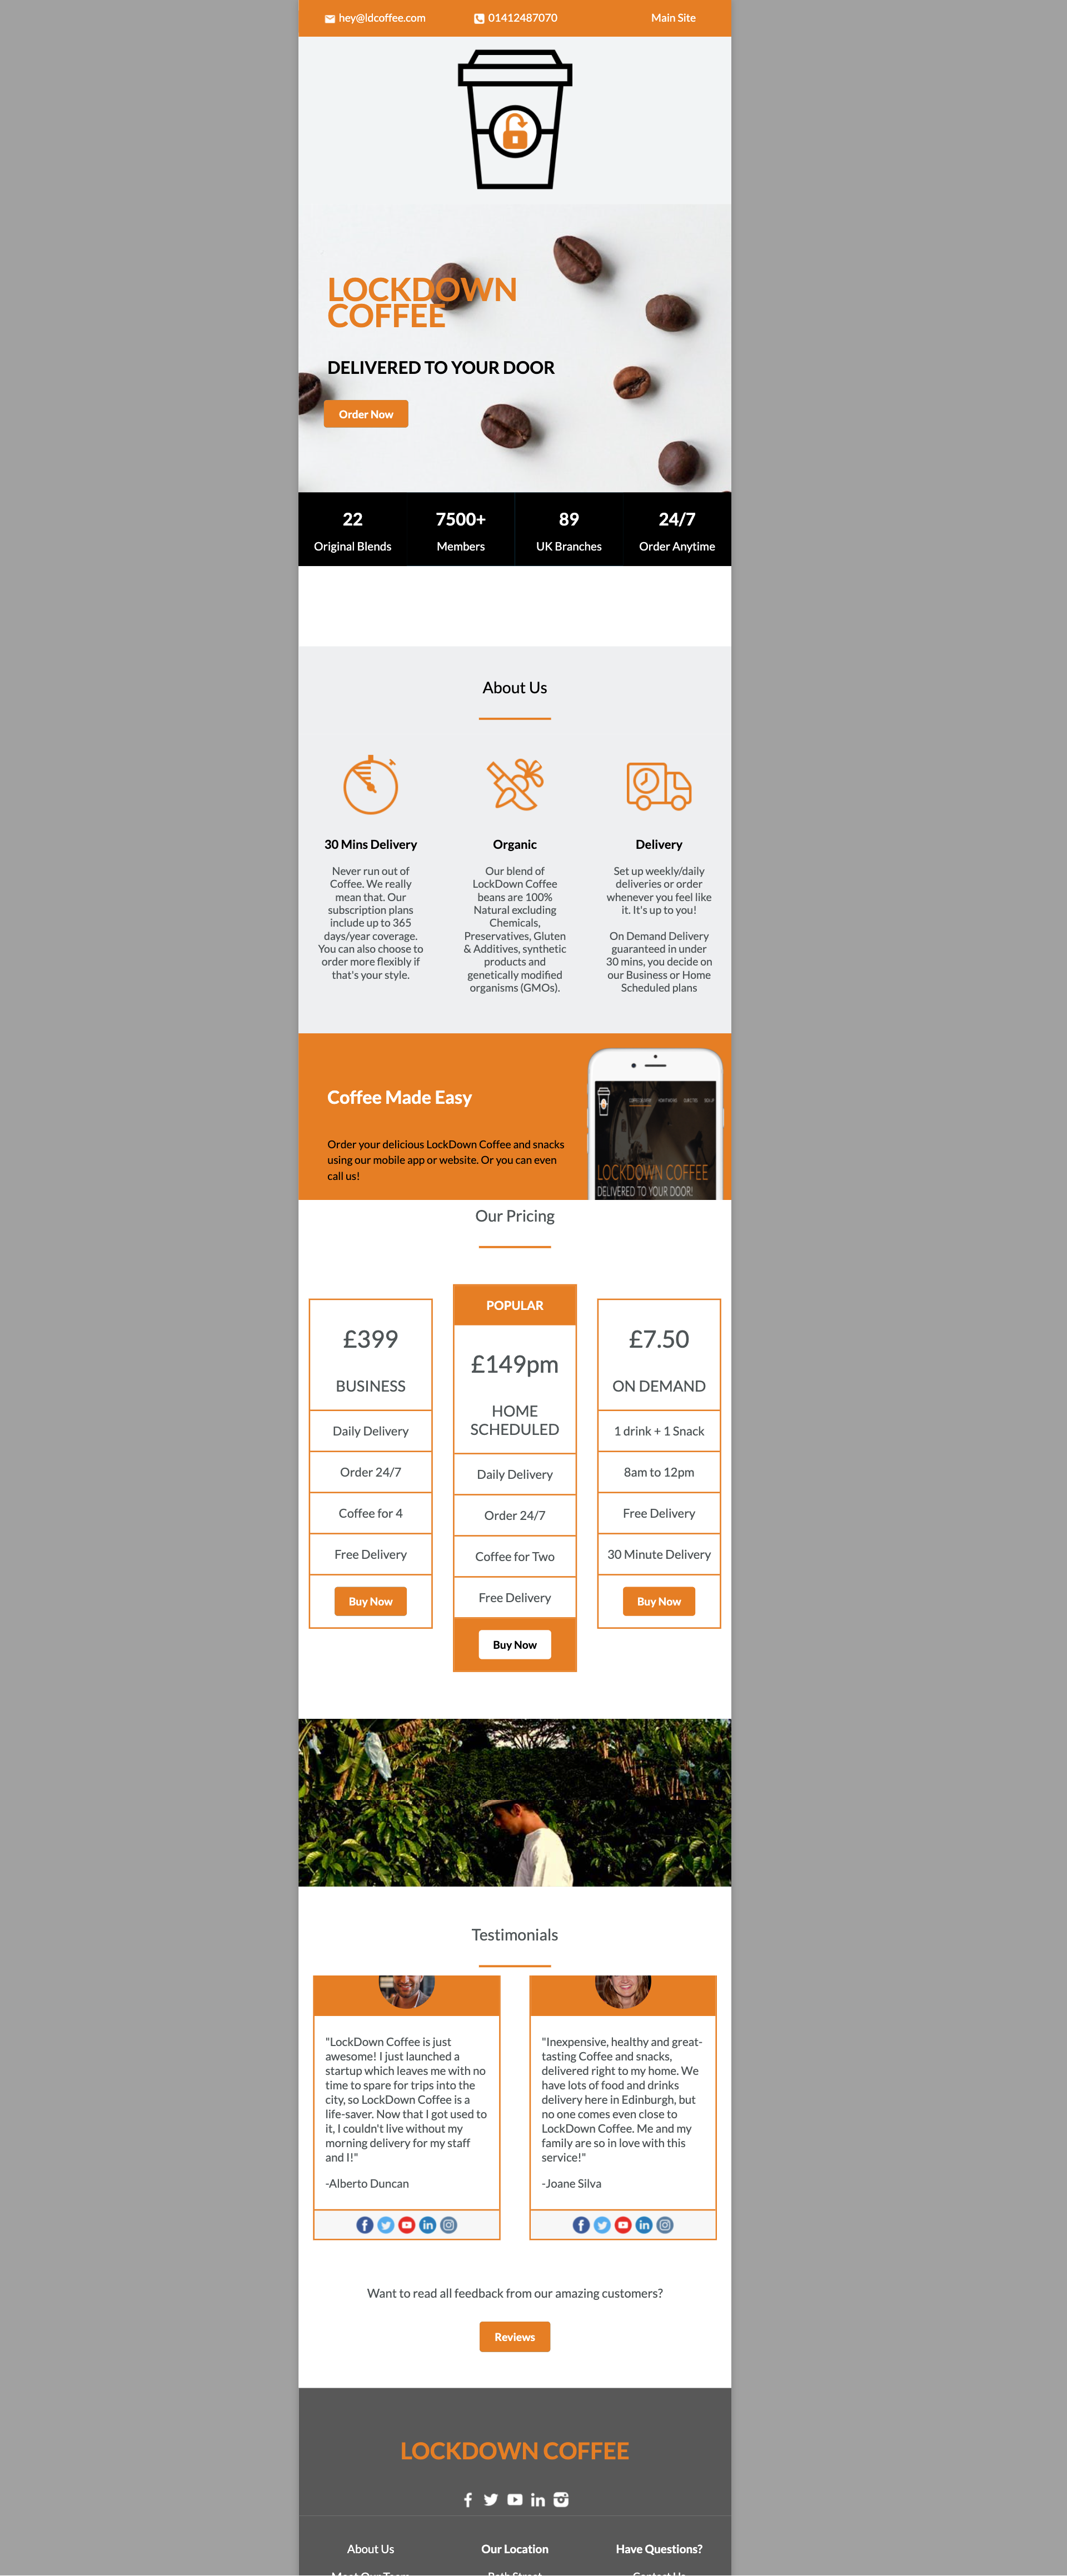 hey@ldcoffee.com
01412487070
Main Site
LOCKDOWN
COFFEE
DELIVERED TO YOUR DOOR
Order Now
22
Original Blends
7500+
Members
89
UK Branches
24/7
Order Anytime
About Us
30 Mins Delivery
Never run out of
Coffee. We really
mean that. Our
subscription plans
include up to 365
days/year coverage.
You can also choose to
order more flexibly if
that's your style.
Organic
Our blend of
LockDown Coffee
beans are 100%
Natural excluding
Chemicals,
Preservatives, Gluten
& Additives, synthetic
products and
genetically modified
organisms (GMOs).
Delivery
Set up weekly/daily
deliveries or order
whenever you feel like
it. It's up to you!
On Demand Delivery
guaranteed in under
30 mins, you decide on
our Business or Home
Scheduled plans
Coffee Made Easy
Order your delicious LockDown Coffee and snacks
using our mobile app or website. Or you can even
call us!
LOCKDOWN COFFEE
DELIVERED TO YOUR DOOR!
Our Pricing
£399
BUSINESS
Daily Delivery
Order 24/7
Coffee for 4
Free Delivery
Buy Now
POPULAR
£149pm
HOME
SCHEDULED
Daily Delivery
Order 24/7
Coffee for Two
Free Delivery
Buy Now
£7.50
ON DEMAND
1 drink + 1 Snack
8am to 12pm
Free Delivery
30 Minute Delivery
Buy Now
Testimonials
"LockDown Coffee is just
awesome! I just launched a
startup which leaves me with no
time to spare for trips into the
city, so LockDown Coffee is a
life-saver. Now that I got used to
it, I couldn't live without my
morning delivery for my staff
and I!"
-Alberto Duncan
"Inexpensive, healthy and great-
tasting Coffee and snacks,
delivered right to my home. We
have lots of food and drinks
delivery here in Edinburgh, but
no one comes even close to
LockDown Coffee. Me and my
family are so in love with this
service!"
-Joane Silva
Want to read all feedback from our amazing customers?
Reviews
LOCKDOWN COFFEE
About Us
Our Location
Have Questions?